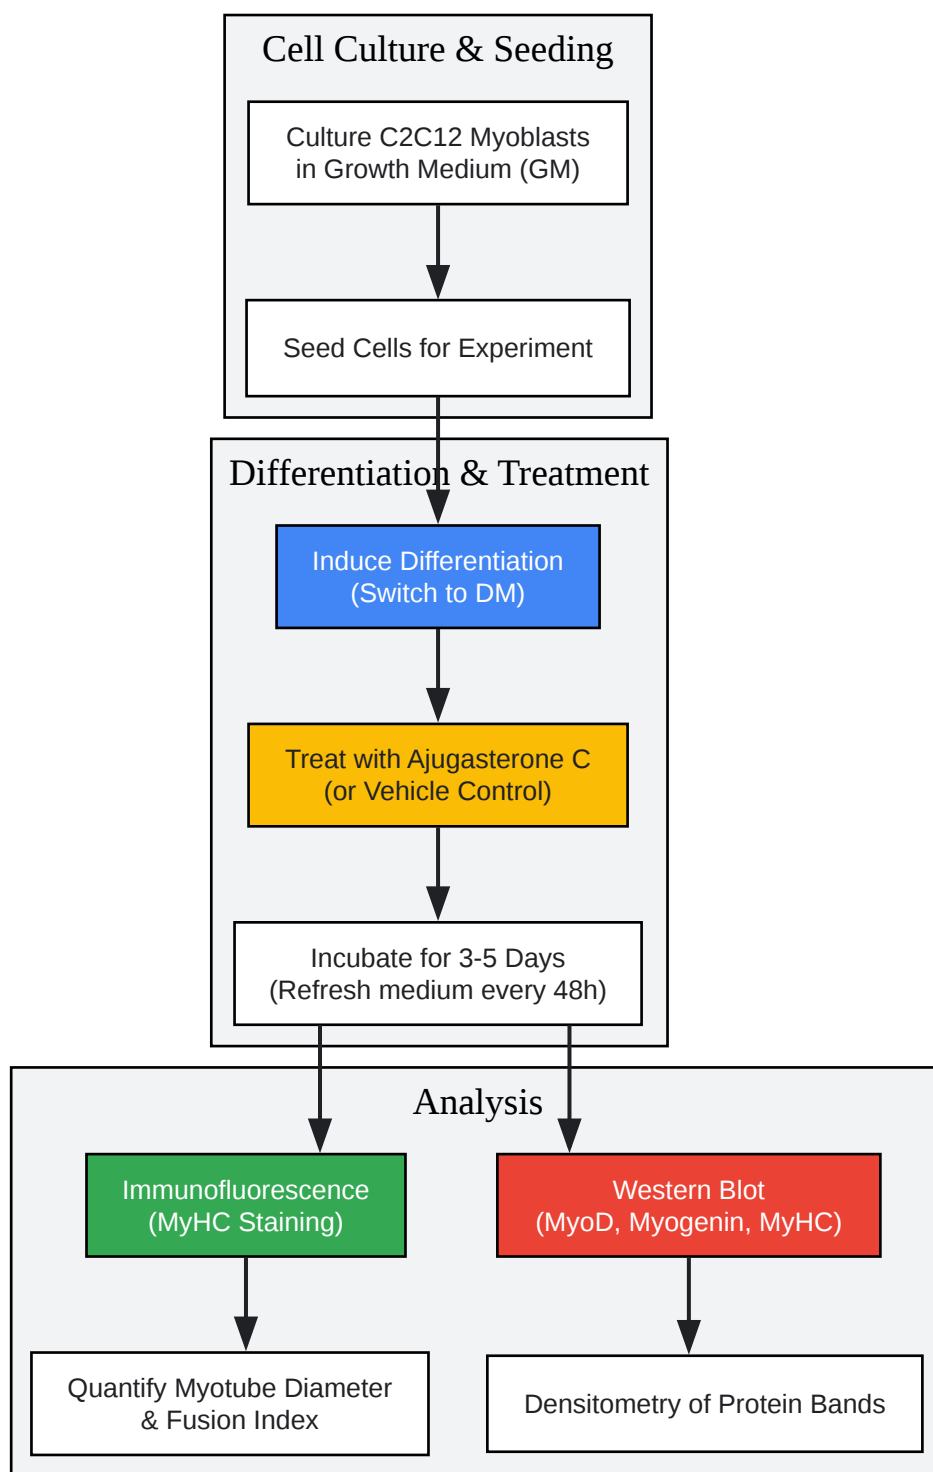 Cell Culture & Seeding
Culture C2C12 Myoblasts
in Growth Medium (GM)
Seed Cells for Experiment
Differentiation & Treatment
Induce Differentiation
(Switch to DM)
Treat with Ajugasterone C
(or Vehicle Control)
Incubate for 3-5 Days
(Refresh medium every 48h)
Analysis
Immunofluorescence
(MyHC Staining)
Western Blot
(MyoD, Myogenin, MyHC)
Quantify Myotube Diameter
& Fusion Index
Densitometry of Protein Bands